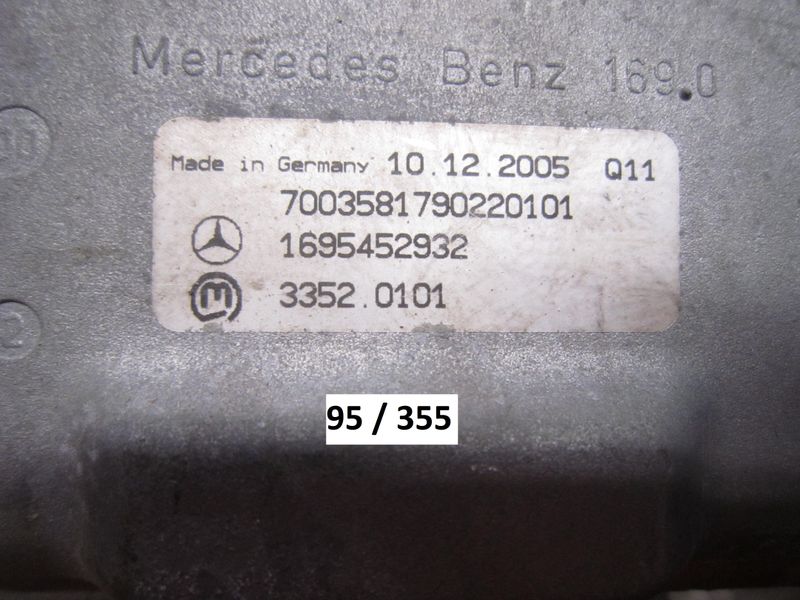 Mercedes Benz 169.0
Made in Germany 10.12.2005 Q11
7003581790220101
1695452932
3352.0101
95 / 355